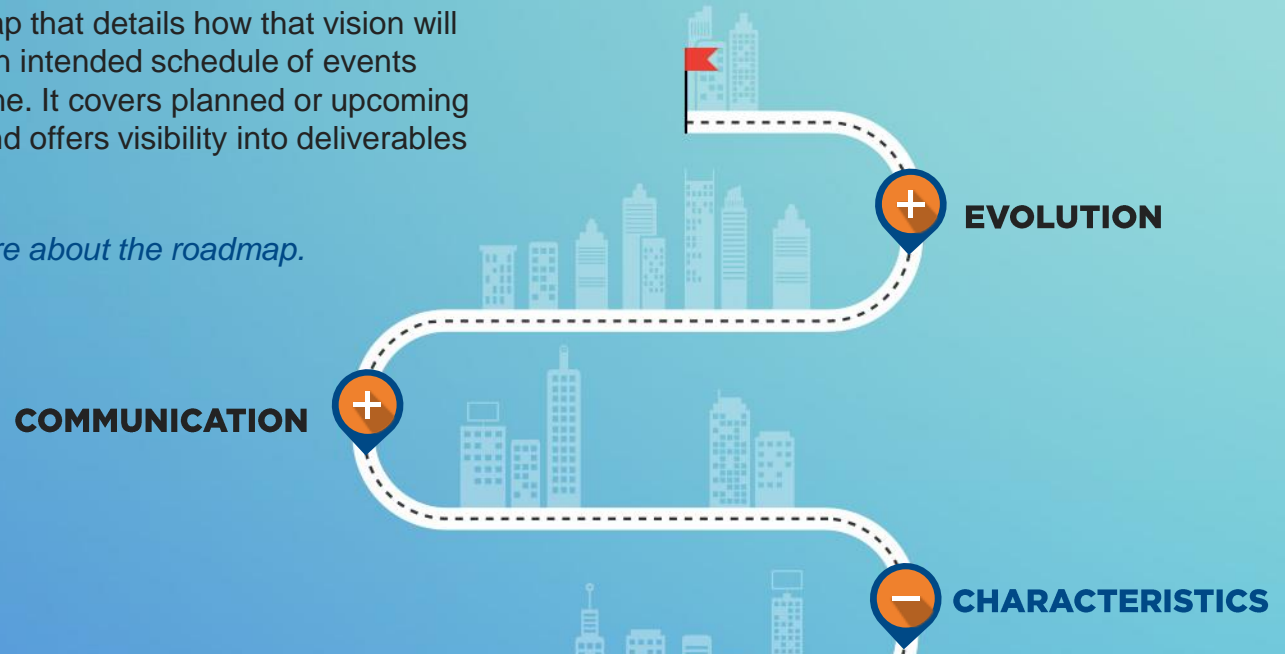 ap that details how that vision will
n intended schedule of events
ne. It covers planned or upcoming
nd offers visibility into deliverables
re about the roadmap.
EVOLUTION
COMMUNICATION
CHARACTERISTICS